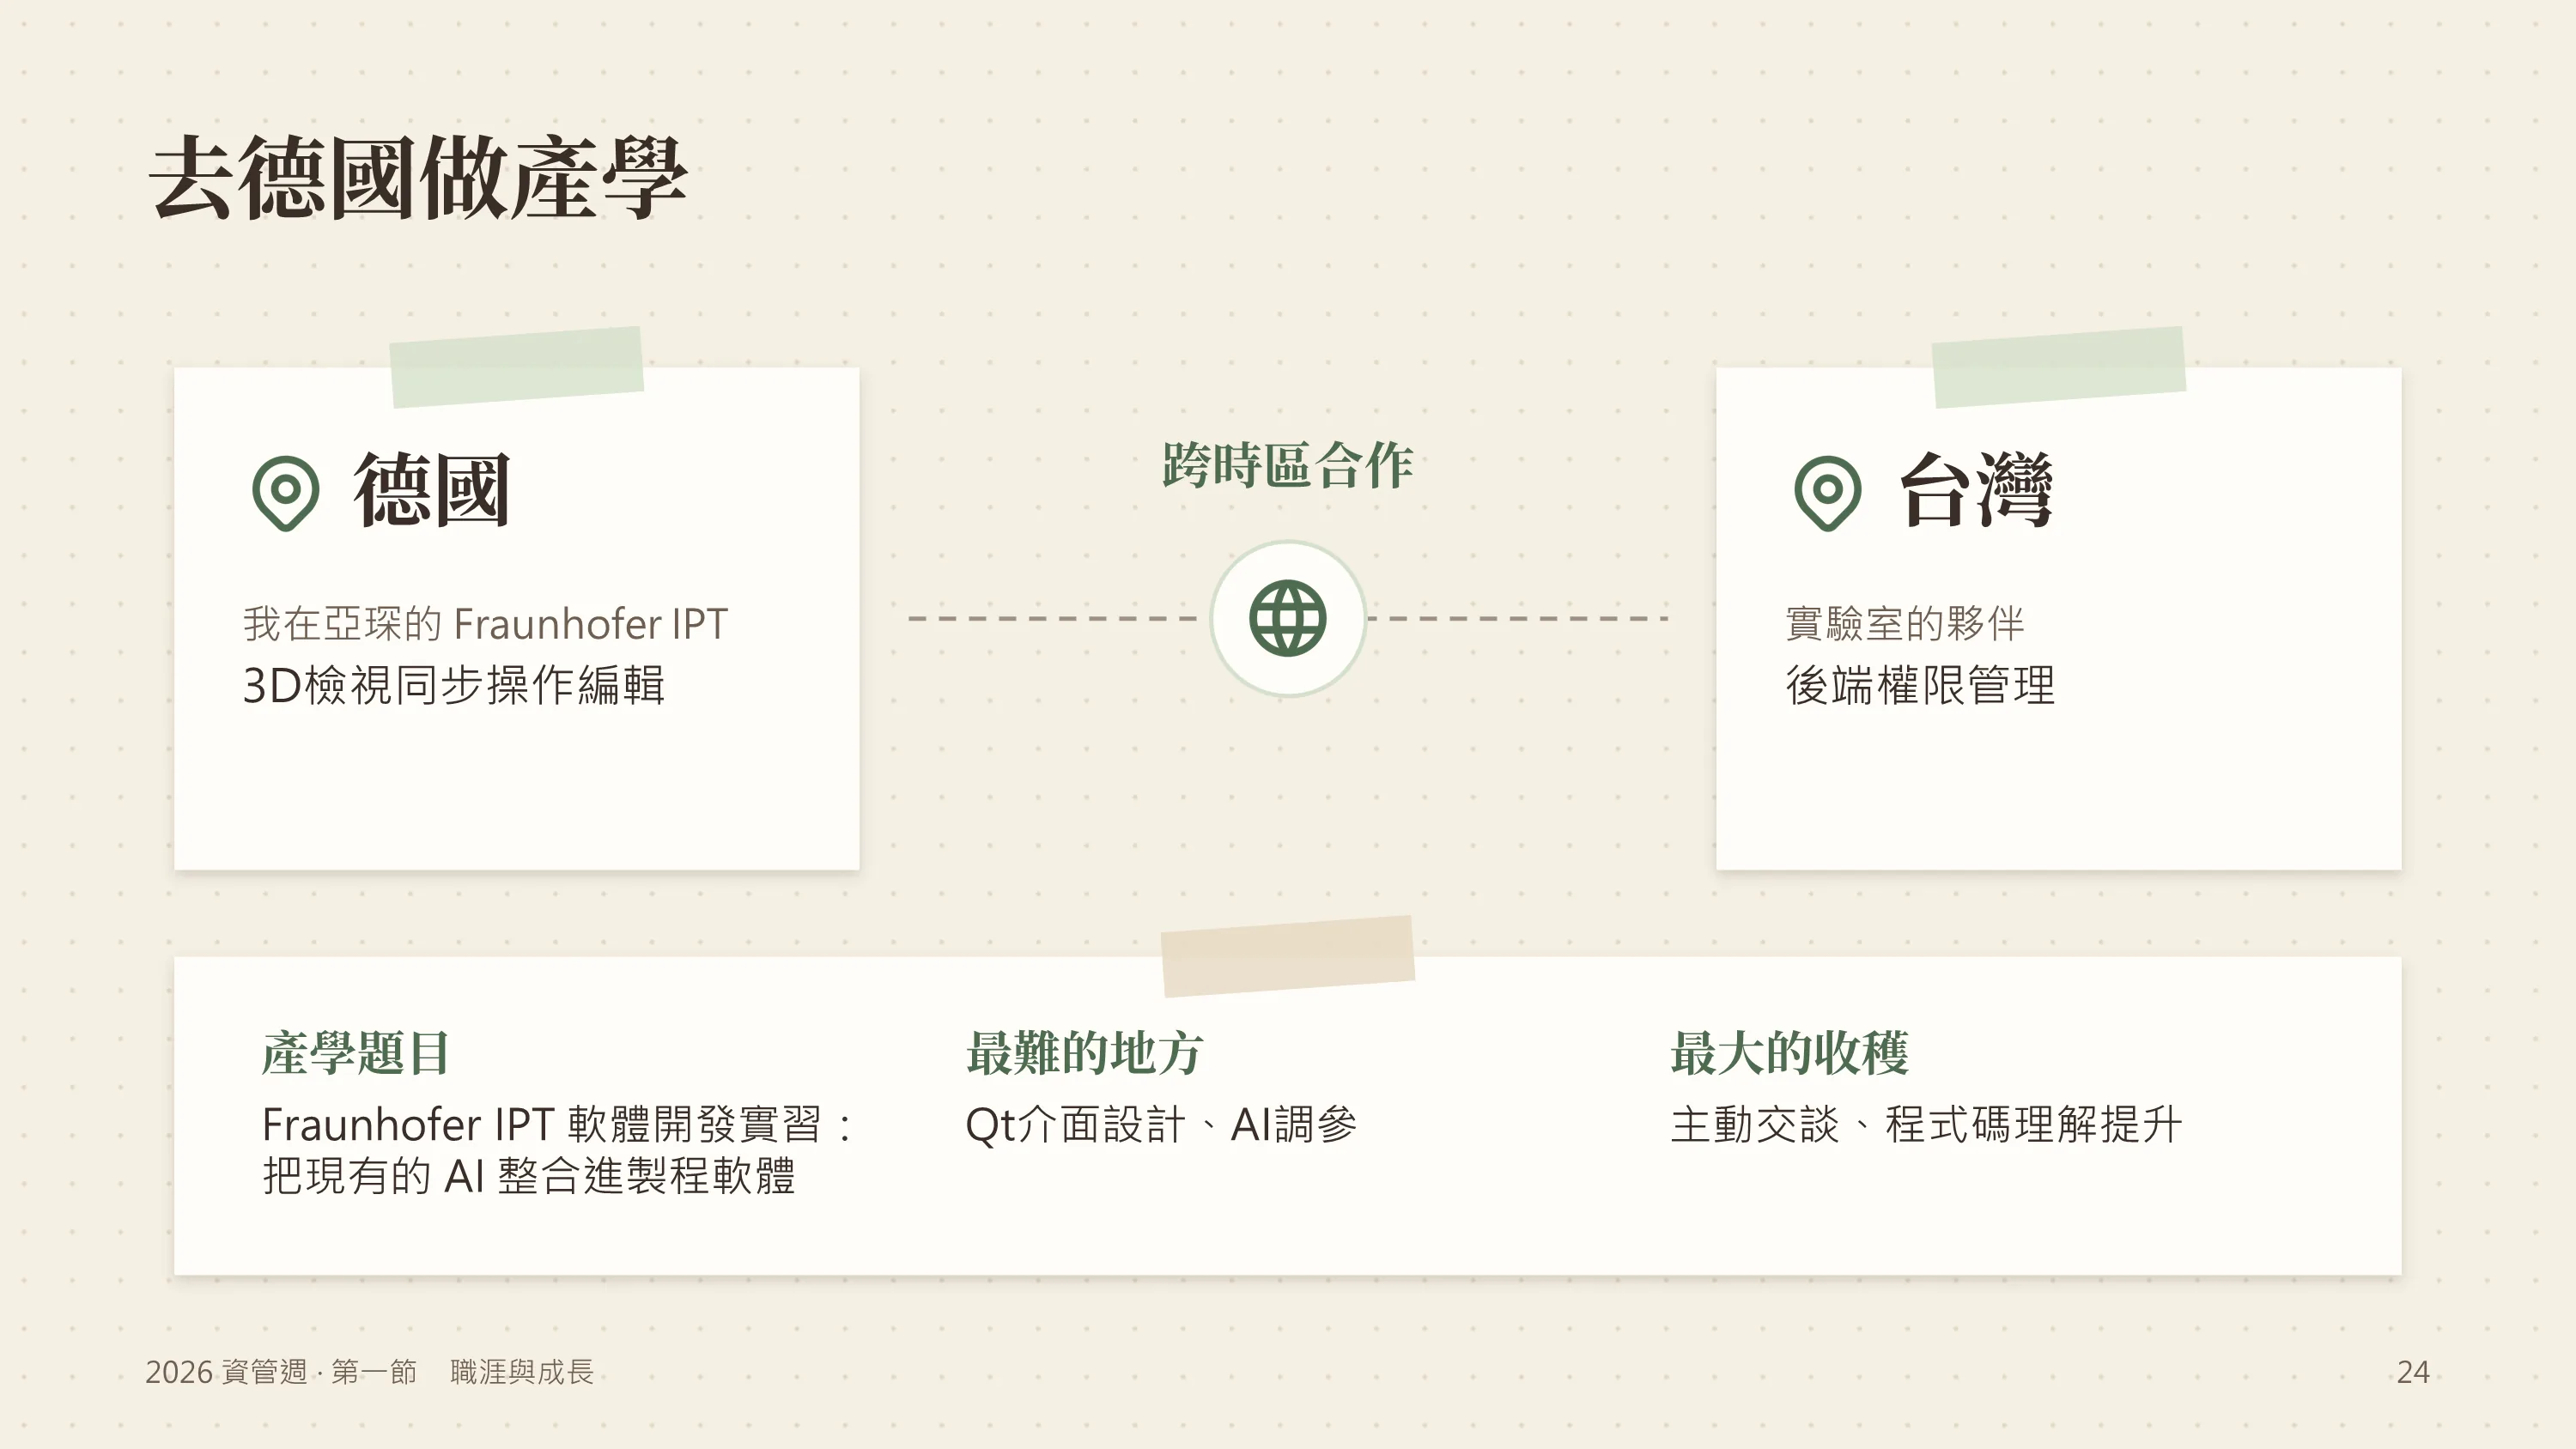 去德國做產學
德國
我在亞琛的 Fraunhofer IPT
3D檢視同步操作編輯
跨時區合作
台灣
實驗室的夥伴
後端權限管理
產學題目
Fraunhofer IPT 軟體開發實習：
把現有的 AI 整合進製程軟體
最難的地方
Qt介面設計、AI調參
最大的收穫
主動交談、程式碼理解提升
2026 資管週 · 第一節 職涯與成長
24